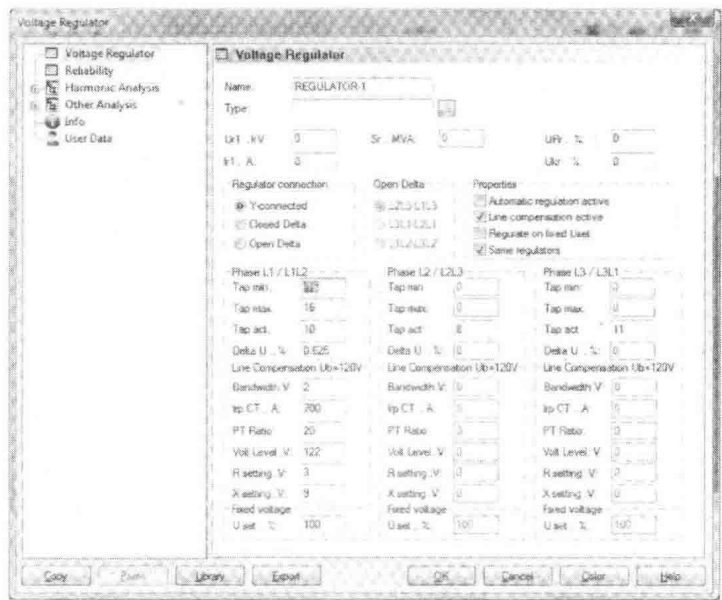 Voltage Regulator
Voltage Regulator
Reliability
Harmonic Analysis
Other Analysis
Info
User Data
Voltage Regulator
Name: REGULATOR-1
Type:
Ur1 .. kV 0 Sr .. MVA: 0 URr .. % 0
Ir1 .. A: 0 Ukr .. % 0
Regulator connection Open Delta Properties
Y-connected
Closed Delta
Open Delta
Automatic regulation active
Line compensation active
Regulate on fixed Uset
Same regulators
Phase L1 / L1L2 Phase L2 / L2L3 Phase L3 / L3L1
Tap min: Tap min: 0 Tap min: 0
Tap max: 16 Tap max: 0 Tap max: 0
Tap act: 10 Tap act: 8 Tap act: 11
Delta U .. % 0.625 Delta U .. %: 0 Delta U .. %: 0
Line Compensation Ub=120V Line Compensation Ub=120V Line Compensation Ub=120V
Bandwidth V: 2 Bandwidth V: 0 Bandwidth V: 0
Irp CT .. A: 700 Irp CT .. A: 0 Irp CT .. A: 0
PT Ratio: 20 PT Ratio: 0 PT Ratio: 0
Volt Level .V: 122 Volt Level .V: 0 Volt Level .V: 0
R setting .V: 3 R setting .V: 0 R setting .V: 0
X setting .V: 9 X setting .V: 0 X setting .V: 0
Fixed voltage Fixed voltage Fixed voltage
U set .. % 100 U set .. % 100 U set .. % 100
Copy Paste Library Export OK Cancel Color Help